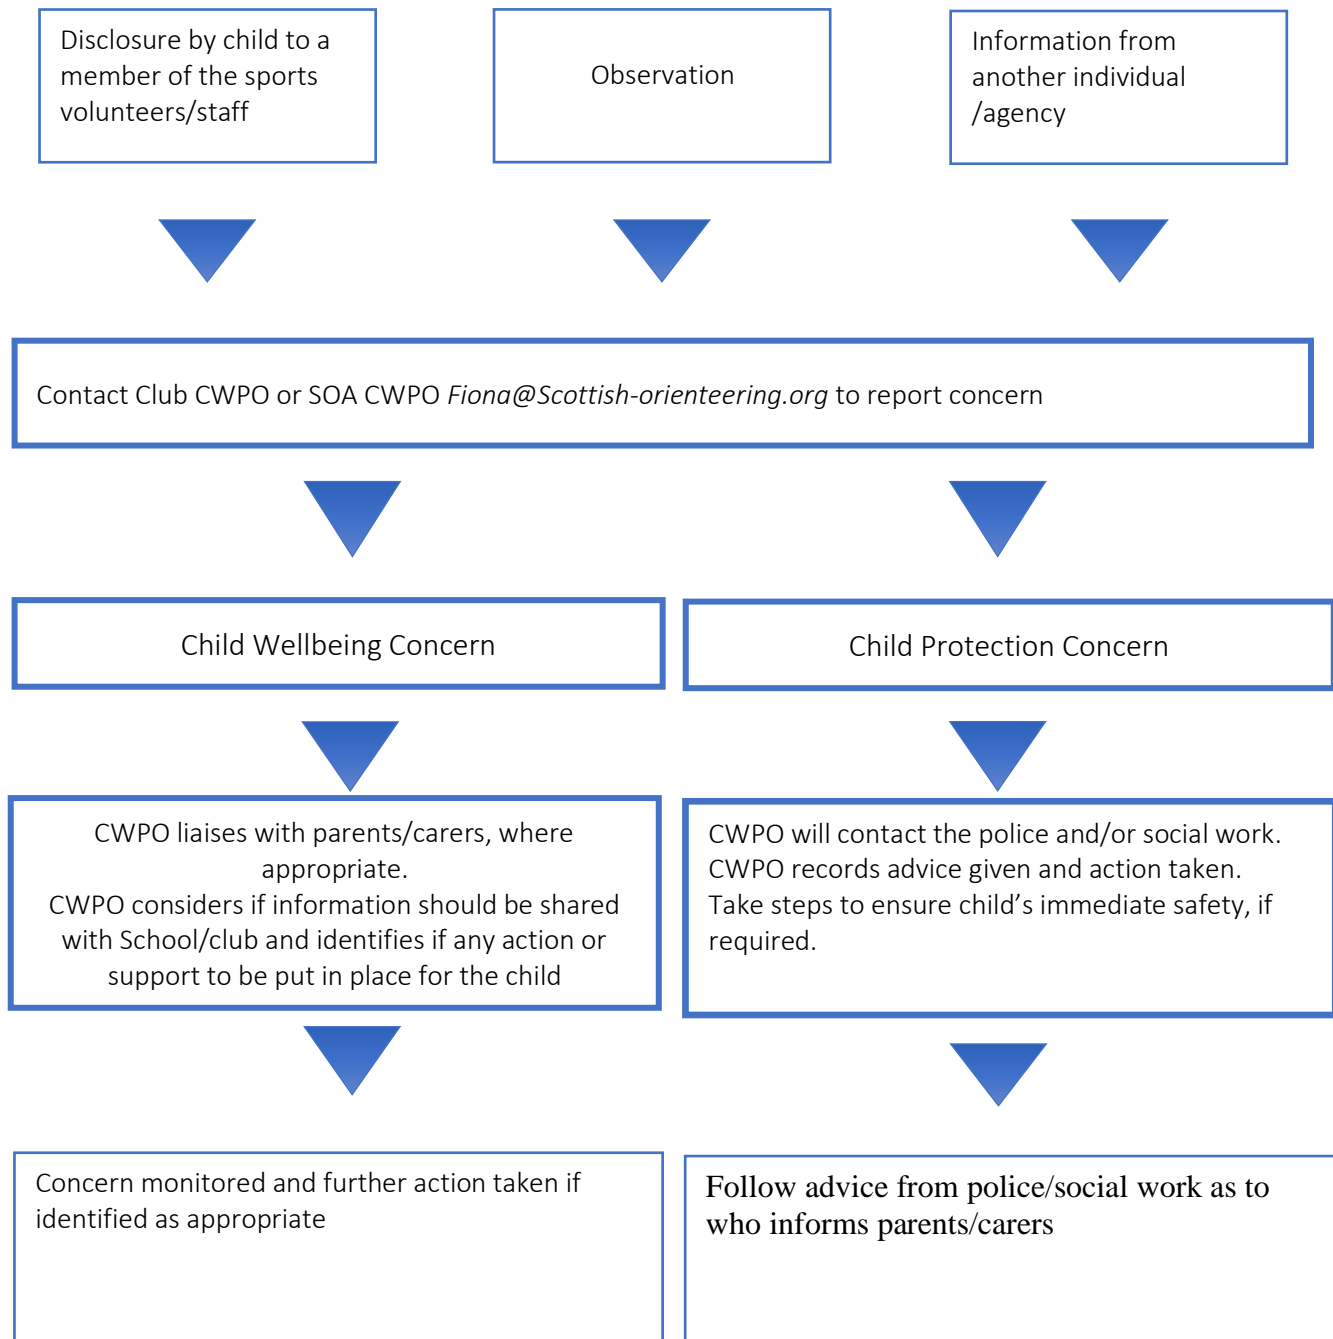 Disclosure by child to a
member of the sports
volunteers/staff
Observation
Information from
another individual
/agency
Contact Club CWPO or SOA CWPO Fiona@Scottish-orienteering.org to report concern
Child Wellbeing Concern
Child Protection Concern
CWPO liaises with parents/carers, where
appropriate.
CWPO considers if information should be shared
with School/club and identifies if any action or
support to be put in place for the child
CWPO will contact the police and/or social work.
CWPO records advice given and action taken.
Take steps to ensure child’s immediate safety, if
required.
Concern monitored and further action taken if
identified as appropriate
Follow advice from police/social work as to
who informs parents/carers